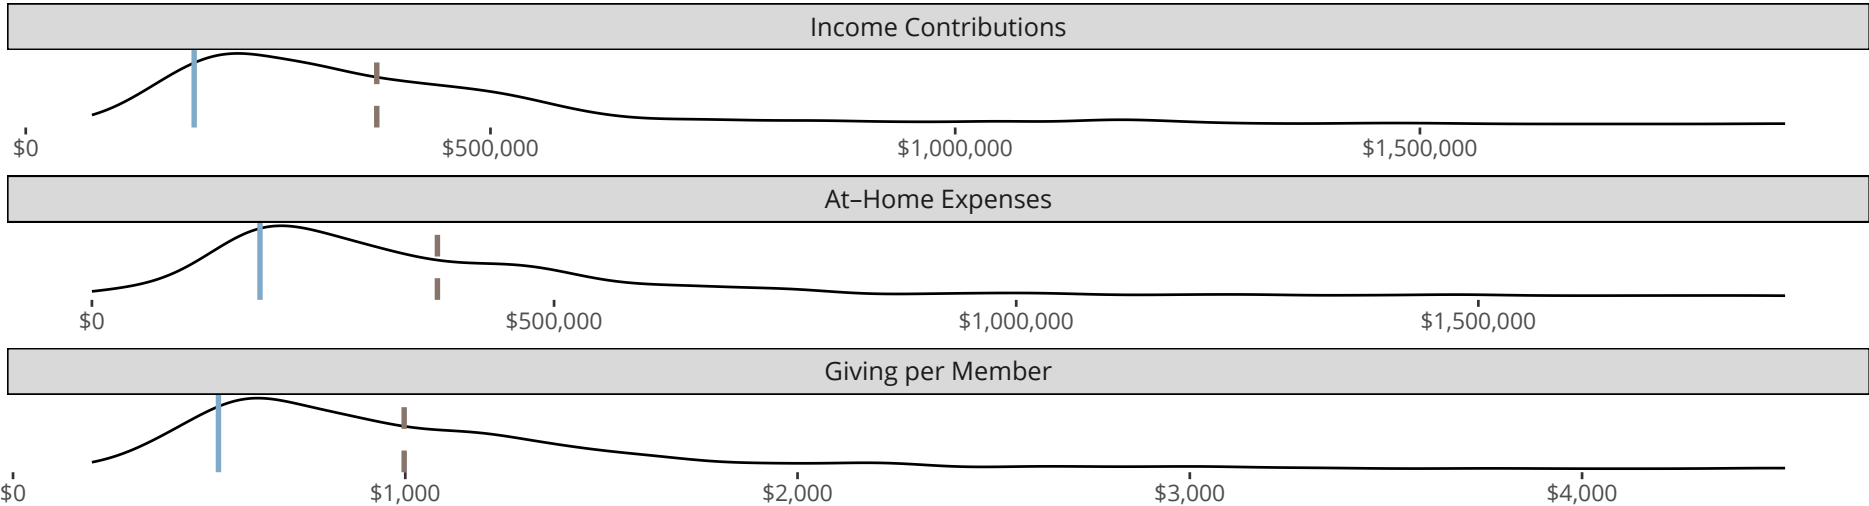 Income Contributions
$0 $500,000 $1,000,000 $1,500,000
At–Home Expenses
$0 $500,000 $1,000,000 $1,500,000
Giving per Member
$0 $1,000 $2,000 $3,000 $4,000